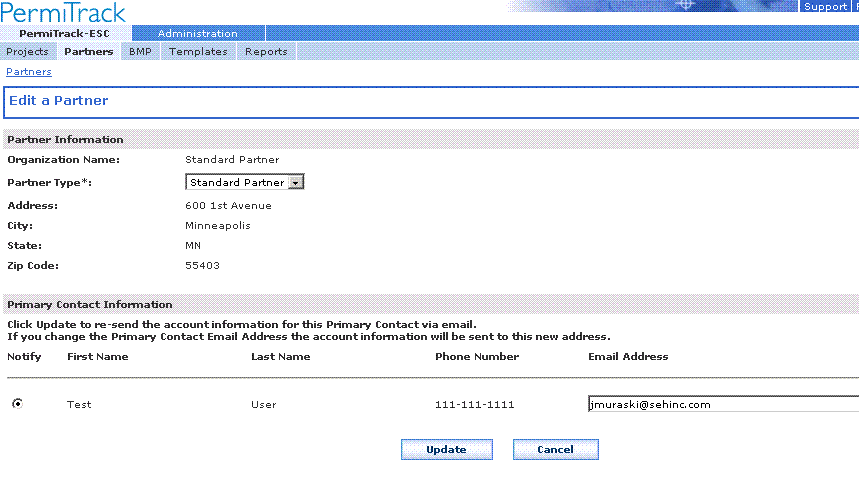 PermiTrack
Support
PermiTrack-ESC Administration
Projects Partners BMP Templates Reports
Partners
Edit a Partner
Partner Information
Organization Name: Standard Partner
Partner Type*: Standard Partner
Address: 600 1st Avenue
City: Minneapolis
State: MN
Zip Code: 55403
Primary Contact Information
Click Update to re-send the account information for this Primary Contact via email.
If you change the Primary Contact Email Address the account information will be sent to this new address.
Notify First Name Last Name Phone Number Email Address
Test User 111-111-1111 jmuraski@sehinc.com
Update Cancel